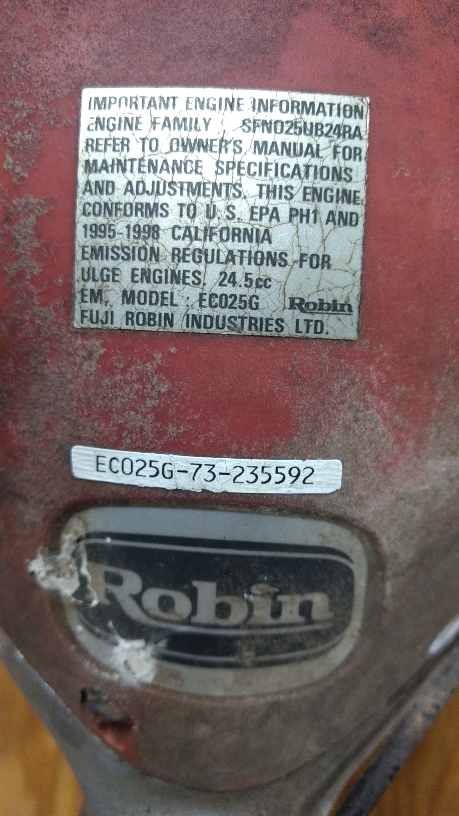 IMPORTANT ENGINE INFORMATION
ENGINE FAMILY : SFN025UB24RA
REFER TO OWNER'S MANUAL FOR
MAINTENANCE SPECIFICATIONS
AND ADJUSTMENTS. THIS ENGINE
CONFORMS TO U.S. EPA PH1 AND
1995-1998 CALIFORNIA
EMISSION REGULATIONS FOR
ULGE ENGINES. 24.5cc
EM. MODEL : EC025G Robin
FUJI ROBIN INDUSTRIES LTD.
EC025G-73-235592
Robin